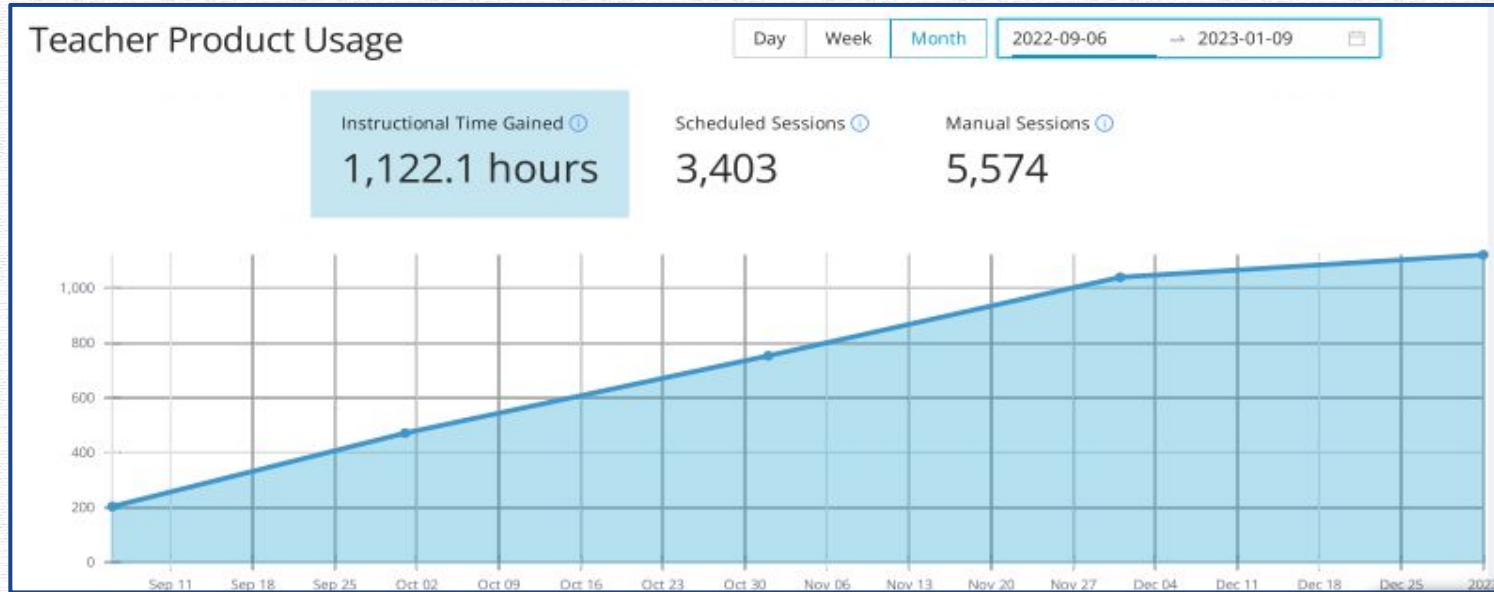 Teacher Product Usage
Day Week Month 2022-09-06 → 2023-01-09
Instructional Time Gained Scheduled Sessions Manual Sessions
1,122.1 hours 3,403 5,574
1,000
800
600
400
200
0
Sep 11 Sep 18 Sep 25 Oct 02 Oct 09 Oct 16 Oct 23 Oct 30 Nov 06 Nov 13 Nov 20 Nov 27 Dec 04 Dec 11 Dec 18 Dec 25